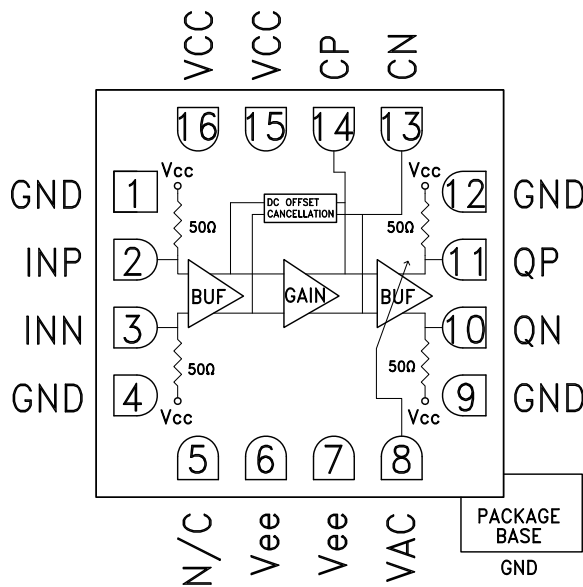 VCC VCC CP CN
16 15 14 13
GND 1 Vcc Vcc 12 GND
DC OFFSET
CANCELLATION
50Ω 50Ω
INP 2 11 QP
BUF GAIN BUF
INN 3 10 QN
50Ω 50Ω
GND 4 Vcc Vcc 9 GND
5 6 7 8
N/C Vee Vee VAC
PACKAGE
BASE
GND